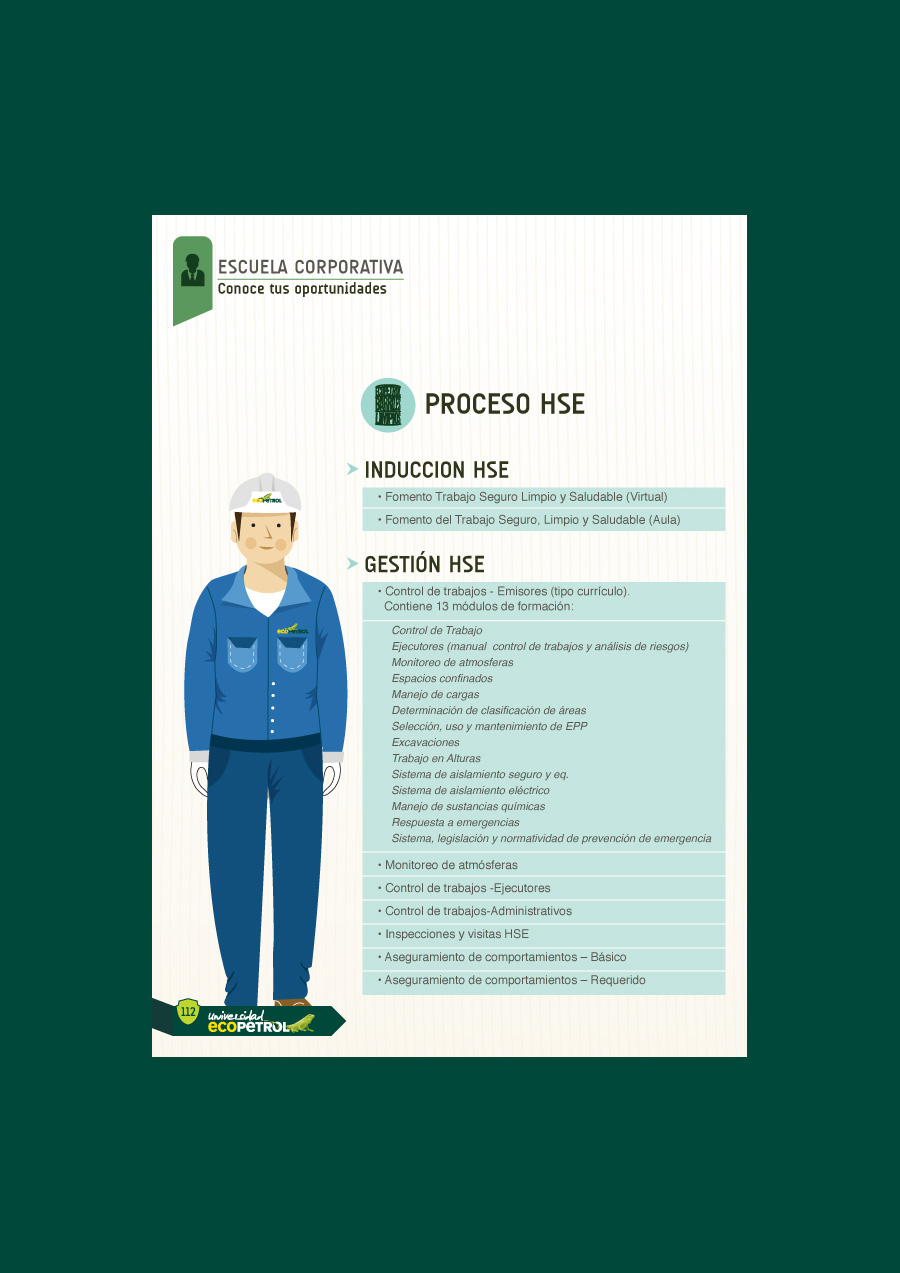 ESCUELA CORPORATIVA
Conoce tus oportunidades
ECOPETROL
BARRILES
LIMPIOS
PROCESO HSE
INDUCCION HSE
• Fomento Trabajo Seguro Limpio y Saludable (Virtual)
• Fomento del Trabajo Seguro, Limpio y Saludable (Aula)
ecoPETROL
GESTIÓN HSE
• Control de trabajos - Emisores (tipo currículo).
Contiene 13 módulos de formación:
ecoPETROL
Control de Trabajo
Ejecutores (manual  control de trabajos y análisis de riesgos)
Monitoreo de atmosferas
Espacios confinados
Manejo de cargas
Determinación de clasificación de áreas
Selección, uso y mantenimiento de EPP
Excavaciones
Trabajo en Alturas
Sistema de aislamiento seguro y eq.
Sistema de aislamiento eléctrico
Manejo de sustancias químicas
Respuesta a emergencias
Sistema, legislación y normatividad de prevención de emergencia
• Monitoreo de atmósferas
• Control de trabajos -Ejecutores
• Control de trabajos-Administrativos
• Inspecciones y visitas HSE
• Aseguramiento de comportamientos – Básico
• Aseguramiento de comportamientos – Requerido
112
Universidad
ecoPETROL